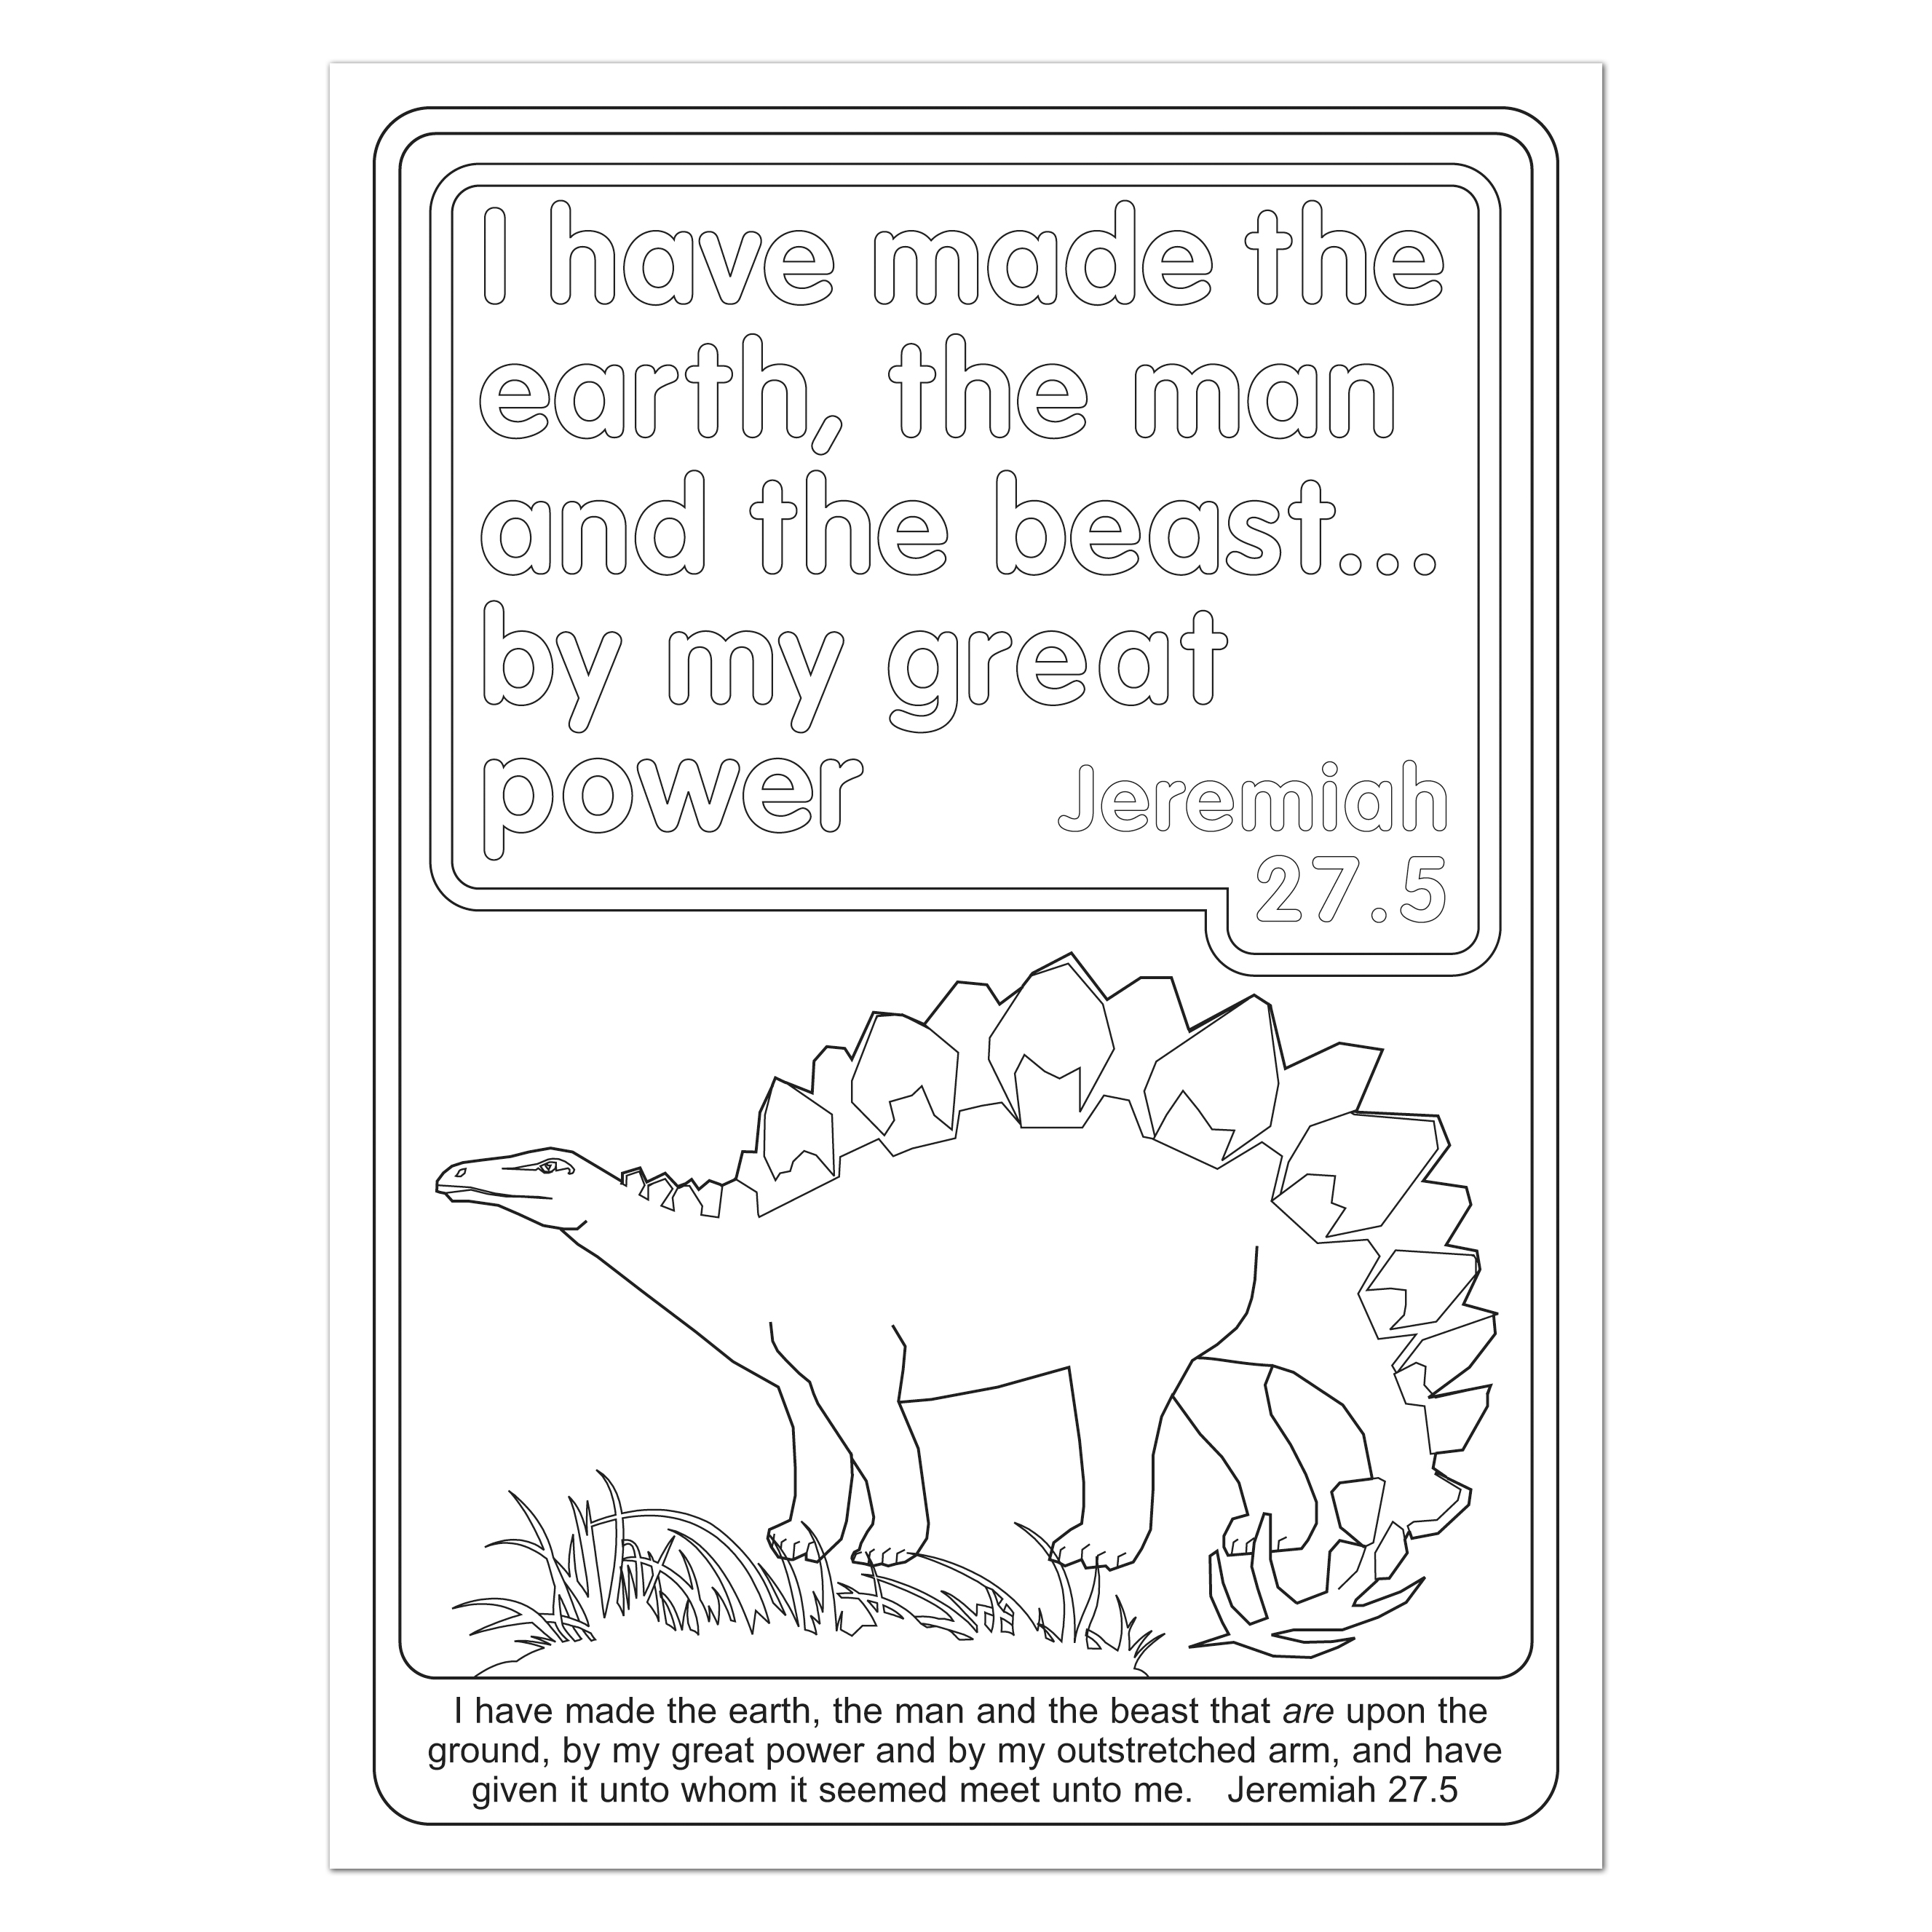 I have made the
earth, the man
and the beast...
by my great
power
Jeremiah
27.5
I have made the earth, the man and the beast that are upon the
ground, by my great power and by my outstretched arm, and have
given it unto whom it seemed meet unto me. Jeremiah 27.5